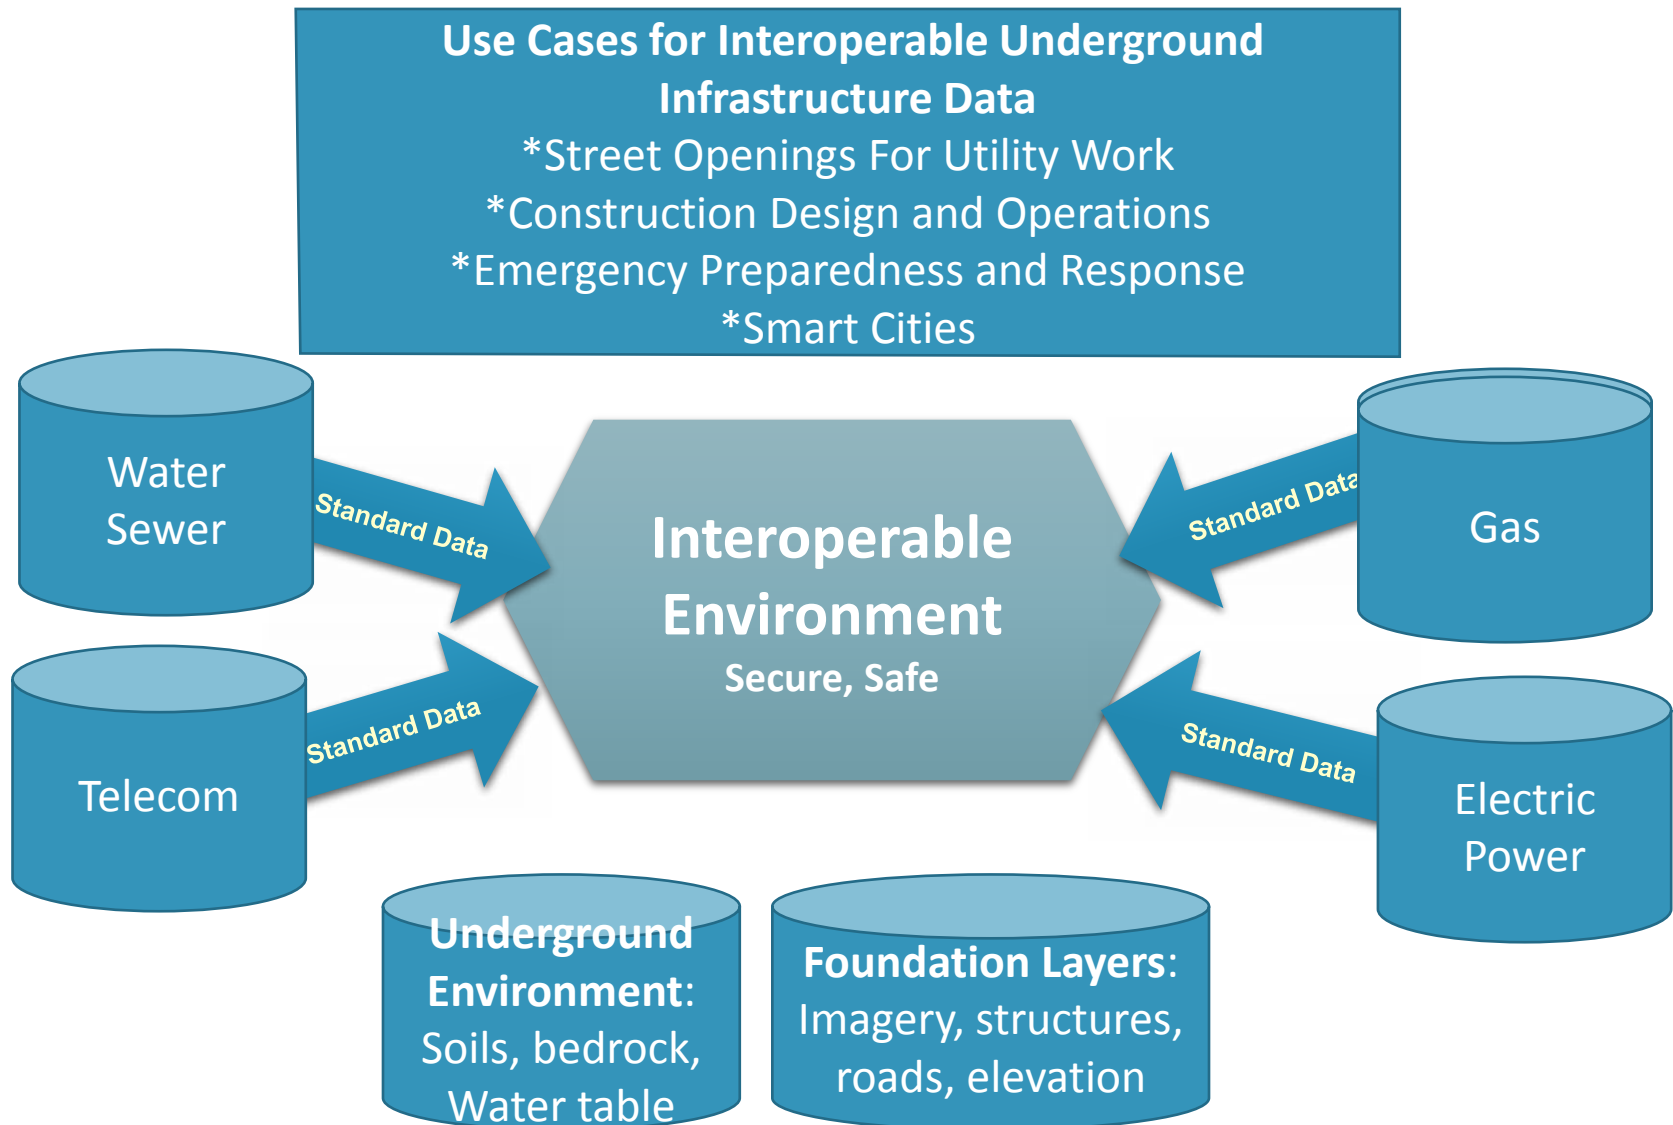 Use Cases for Interoperable Underground
Infrastructure Data
*Street Openings For Utility Work
*Construction Design and Operations
*Emergency Preparedness and Response
*Smart Cities
Water
Sewer
Standard Data
Interoperable
Environment
Secure, Safe
Standard Data
Gas
Telecom
Standard Data
Standard Data
Electric
Power
Underground
Environment:
Soils, bedrock,
Water table
Foundation Layers:
Imagery, structures,
roads, elevation